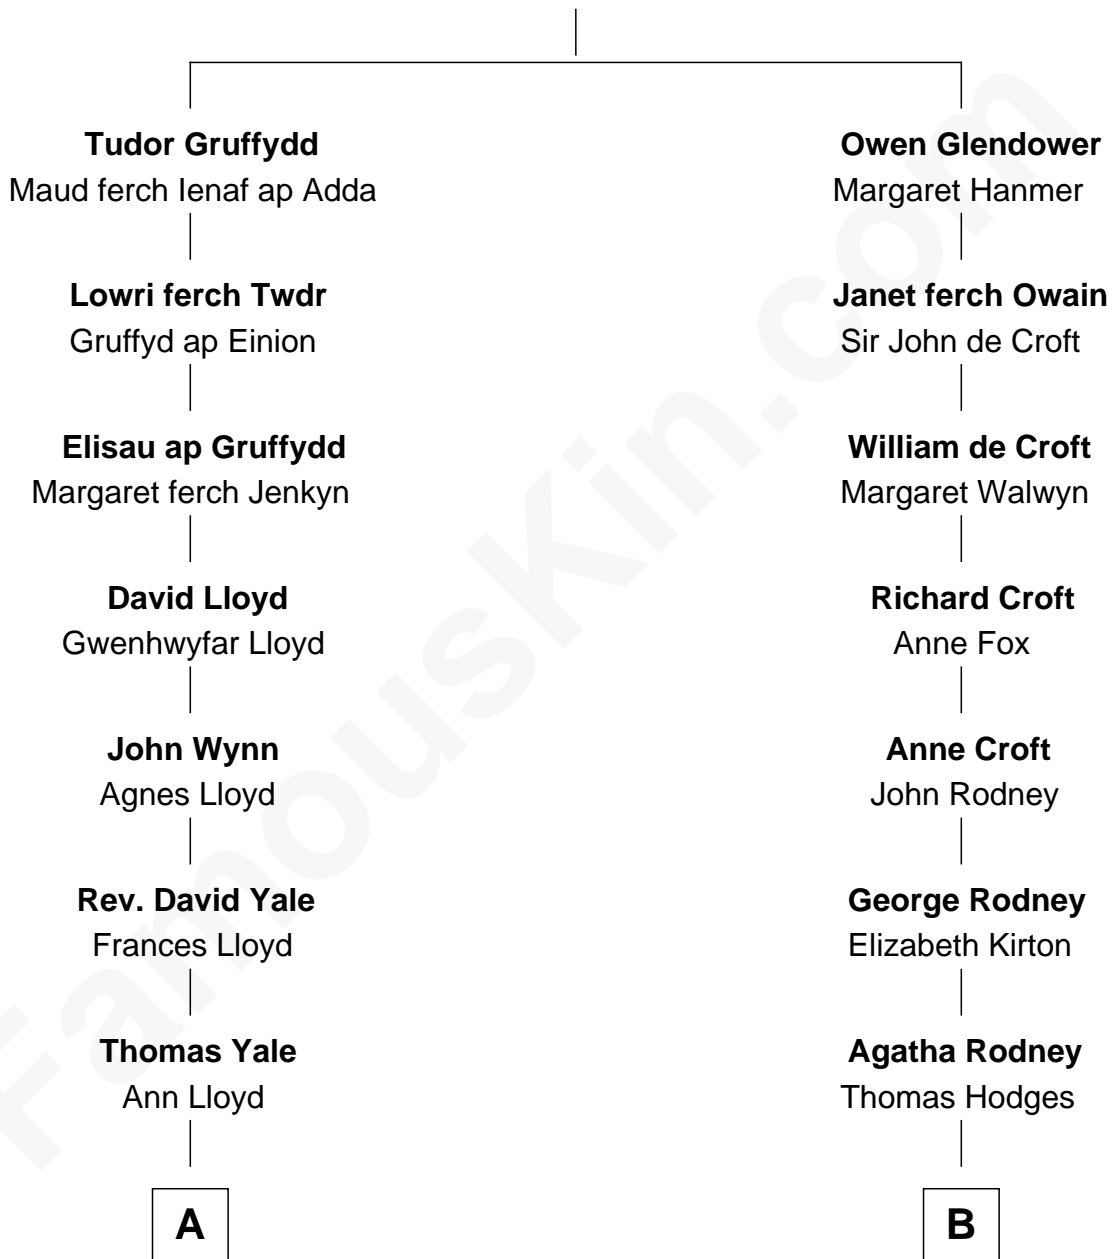 Tudor Gruffydd
Maud ferch Ienaf ap Adda
Lowri ferch Twdr
Gruffyd ap Einion
Elisau ap Gruffydd
Margaret ferch Jenkyn
David Lloyd
Gwenhwyfar Lloyd
John Wynn
Agnes Lloyd
Rev. David Yale
Frances Lloyd
Thomas Yale
Ann Lloyd
A
Owen Glendower
Margaret Hanmer
Janet ferch Owain
Sir John de Croft
William de Croft
Margaret Walwyn
Richard Croft
Anne Fox
Anne Croft
John Rodney
George Rodney
Elizabeth Kirton
Agatha Rodney
Thomas Hodges
B
FamousKin.com